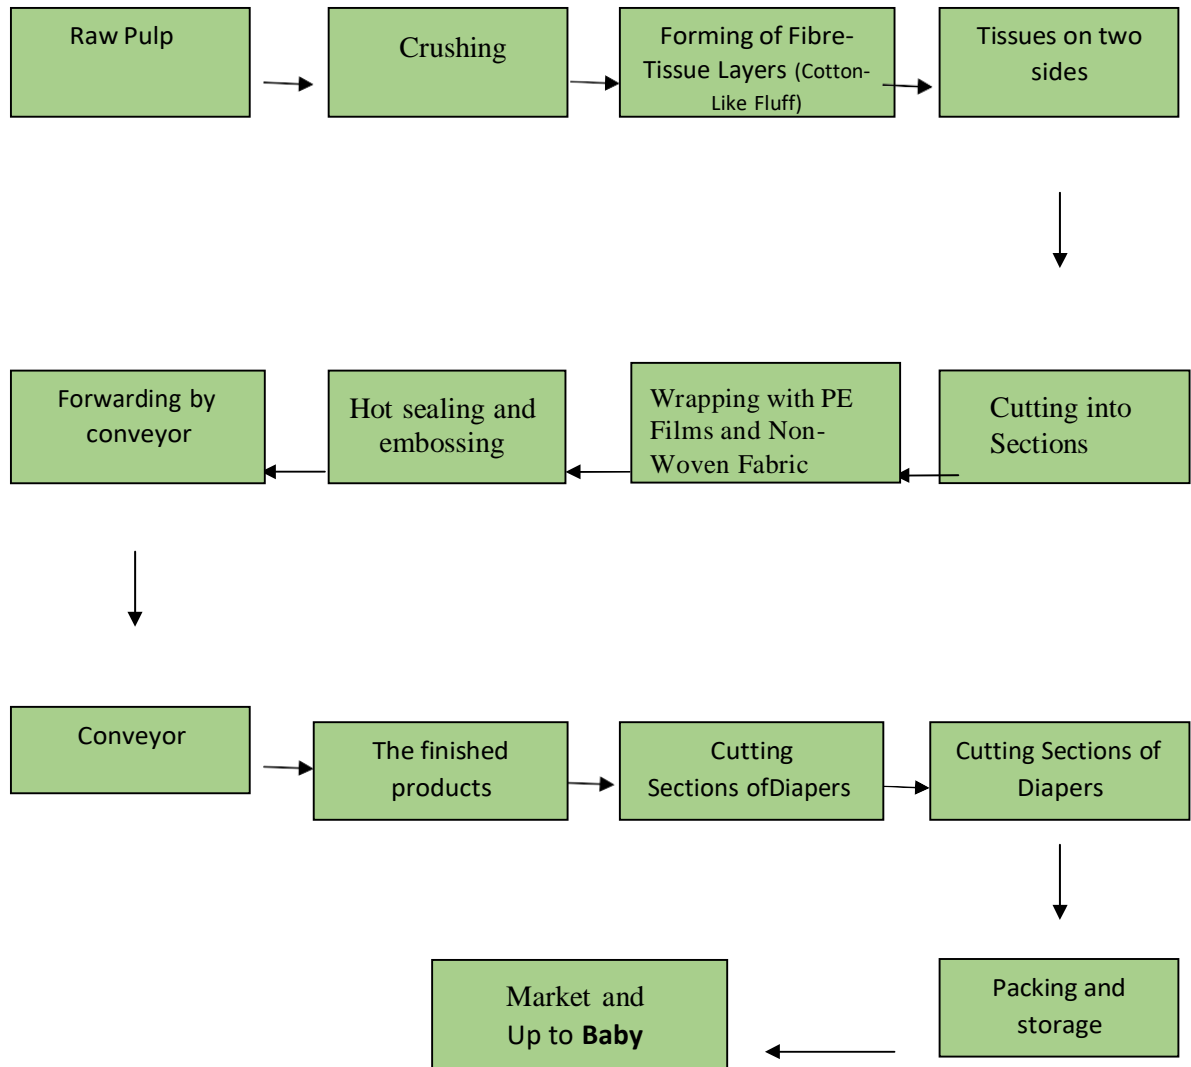 Raw Pulp
Crushing
Forming of Fibre-
Tissue Layers (Cotton-
Like Fluff)
Tissues on two
sides
Forwarding by
conveyor
Hot sealing and
embossing
Wrapping with PE
Films and Non-
Woven Fabric
Cutting into
Sections
Conveyor
The finished
products
Cutting
Sections ofDiapers
Cutting Sections of
Diapers
Market and
Up to Baby
Packing and
storage